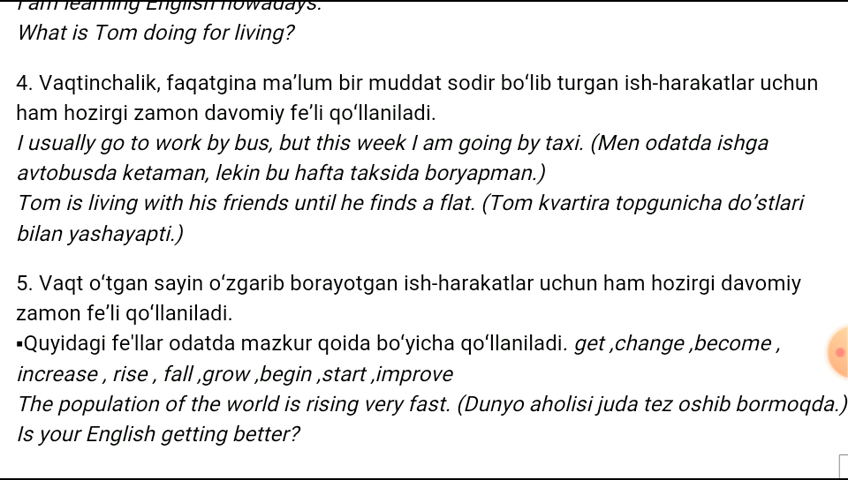 I am learning English nowadays.
What is Tom doing for living?
4. Vaqtinchalik, faqatgina ma’lum bir muddat sodir bo‘lib turgan ish-harakatlar uchun
ham hozirgi zamon davomiy fe’li qo‘llaniladi.
I usually go to work by bus, but this week I am going by taxi. (Men odatda ishga
avtobusda ketaman, lekin bu hafta taksida boryapman.)
Tom is living with his friends until he finds a flat. (Tom kvartira topgunicha do’stlari
bilan yashayapti.)
5. Vaqt o‘tgan sayin o‘zgarib borayotgan ish-harakatlar uchun ham hozirgi davomiy
zamon fe’li qo‘llaniladi.
▪Quyidagi fe'llar odatda mazkur qoida bo‘yicha qo‘llaniladi. get ,change ,become ,
increase , rise , fall ,grow ,begin ,start ,improve
The population of the world is rising very fast. (Dunyo aholisi juda tez oshib bormoqda.)
Is your English getting better?